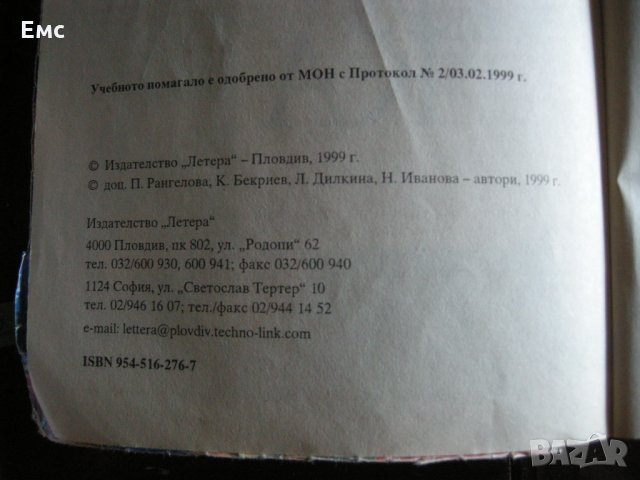 Емс
Учебното помагало е одобрено от МОН с Протокол № 2/03.02.1999 г.
© Издателство „Летера“ – Пловдив, 1999 г.
© доц. П. Рангелова, К. Бекриев, Л. Дилкина, Н. Иванова – автори, 1999 г.
Издателство „Летера“
4000 Пловдив, пк 802, ул. „Родопи“ 62
тел. 032/600 930, 600 941; факс 032/600 940
1124 София, ул. „Светослав Тертер“ 10
тел. 02/946 16 07; тел./факс 02/944 14 52
e-mail: lettera@plovdiv.techno-link.com
ISBN 954-516-276-7
BAZAR